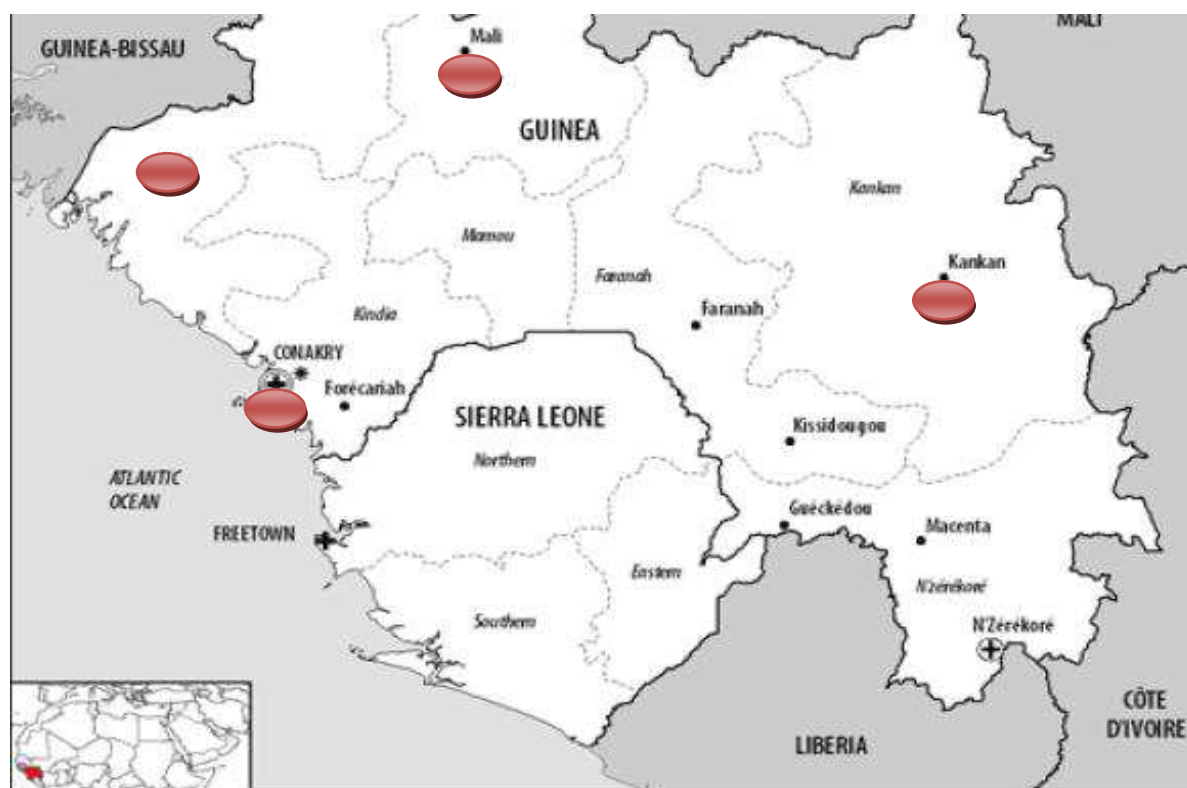 MALI
GUINEA-BISSAU
Mali
GUINEA
Kankan
Mamou
Kankan
Faranah
Faranah
Kindia
CONAKRY
Forécariah
SIERRA LEONE
Kissidougou
Northern
ATLANTIC
OCEAN
Guéckédou
FREETOWN
Macenta
Eastern
N'zérékoré
Southern
N'Zérékoré
CÔTE
D'IVOIRE
LIBERIA